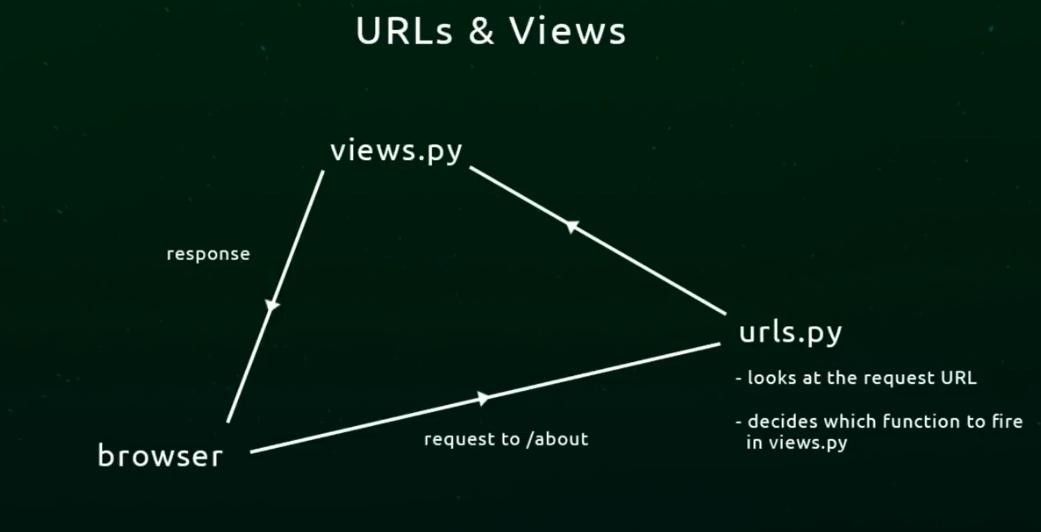 URLs & Views
views.py
response
urls.py
- looks at the request URL
- decides which function to fire
in views.py
request to /about
browser